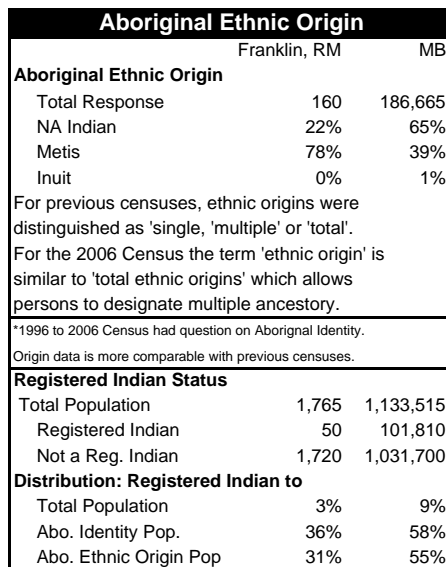 Aboriginal Ethnic Origin
Franklin, RM MB
Aboriginal Ethnic Origin
Total Response 160 186,665
NA Indian 22% 65%
Metis 78% 39%
Inuit 0% 1%
For previous censuses, ethnic origins were
distinguished as 'single, 'multiple' or 'total'.
For the 2006 Census the term 'ethnic origin' is
similar to 'total ethnic origins' which allows
persons to designate multiple ancestory.
*1996 to 2006 Census had question on Aborignal Identity.
Origin data is more comparable with previous censuses.
Registered Indian Status
Total Population 1,765 1,133,515
Registered Indian 50 101,810
Not a Reg. Indian 1,720 1,031,700
Distribution: Registered Indian to
Total Population 3% 9%
Abo. Identity Pop. 36% 58%
Abo. Ethnic Origin Pop 31% 55%